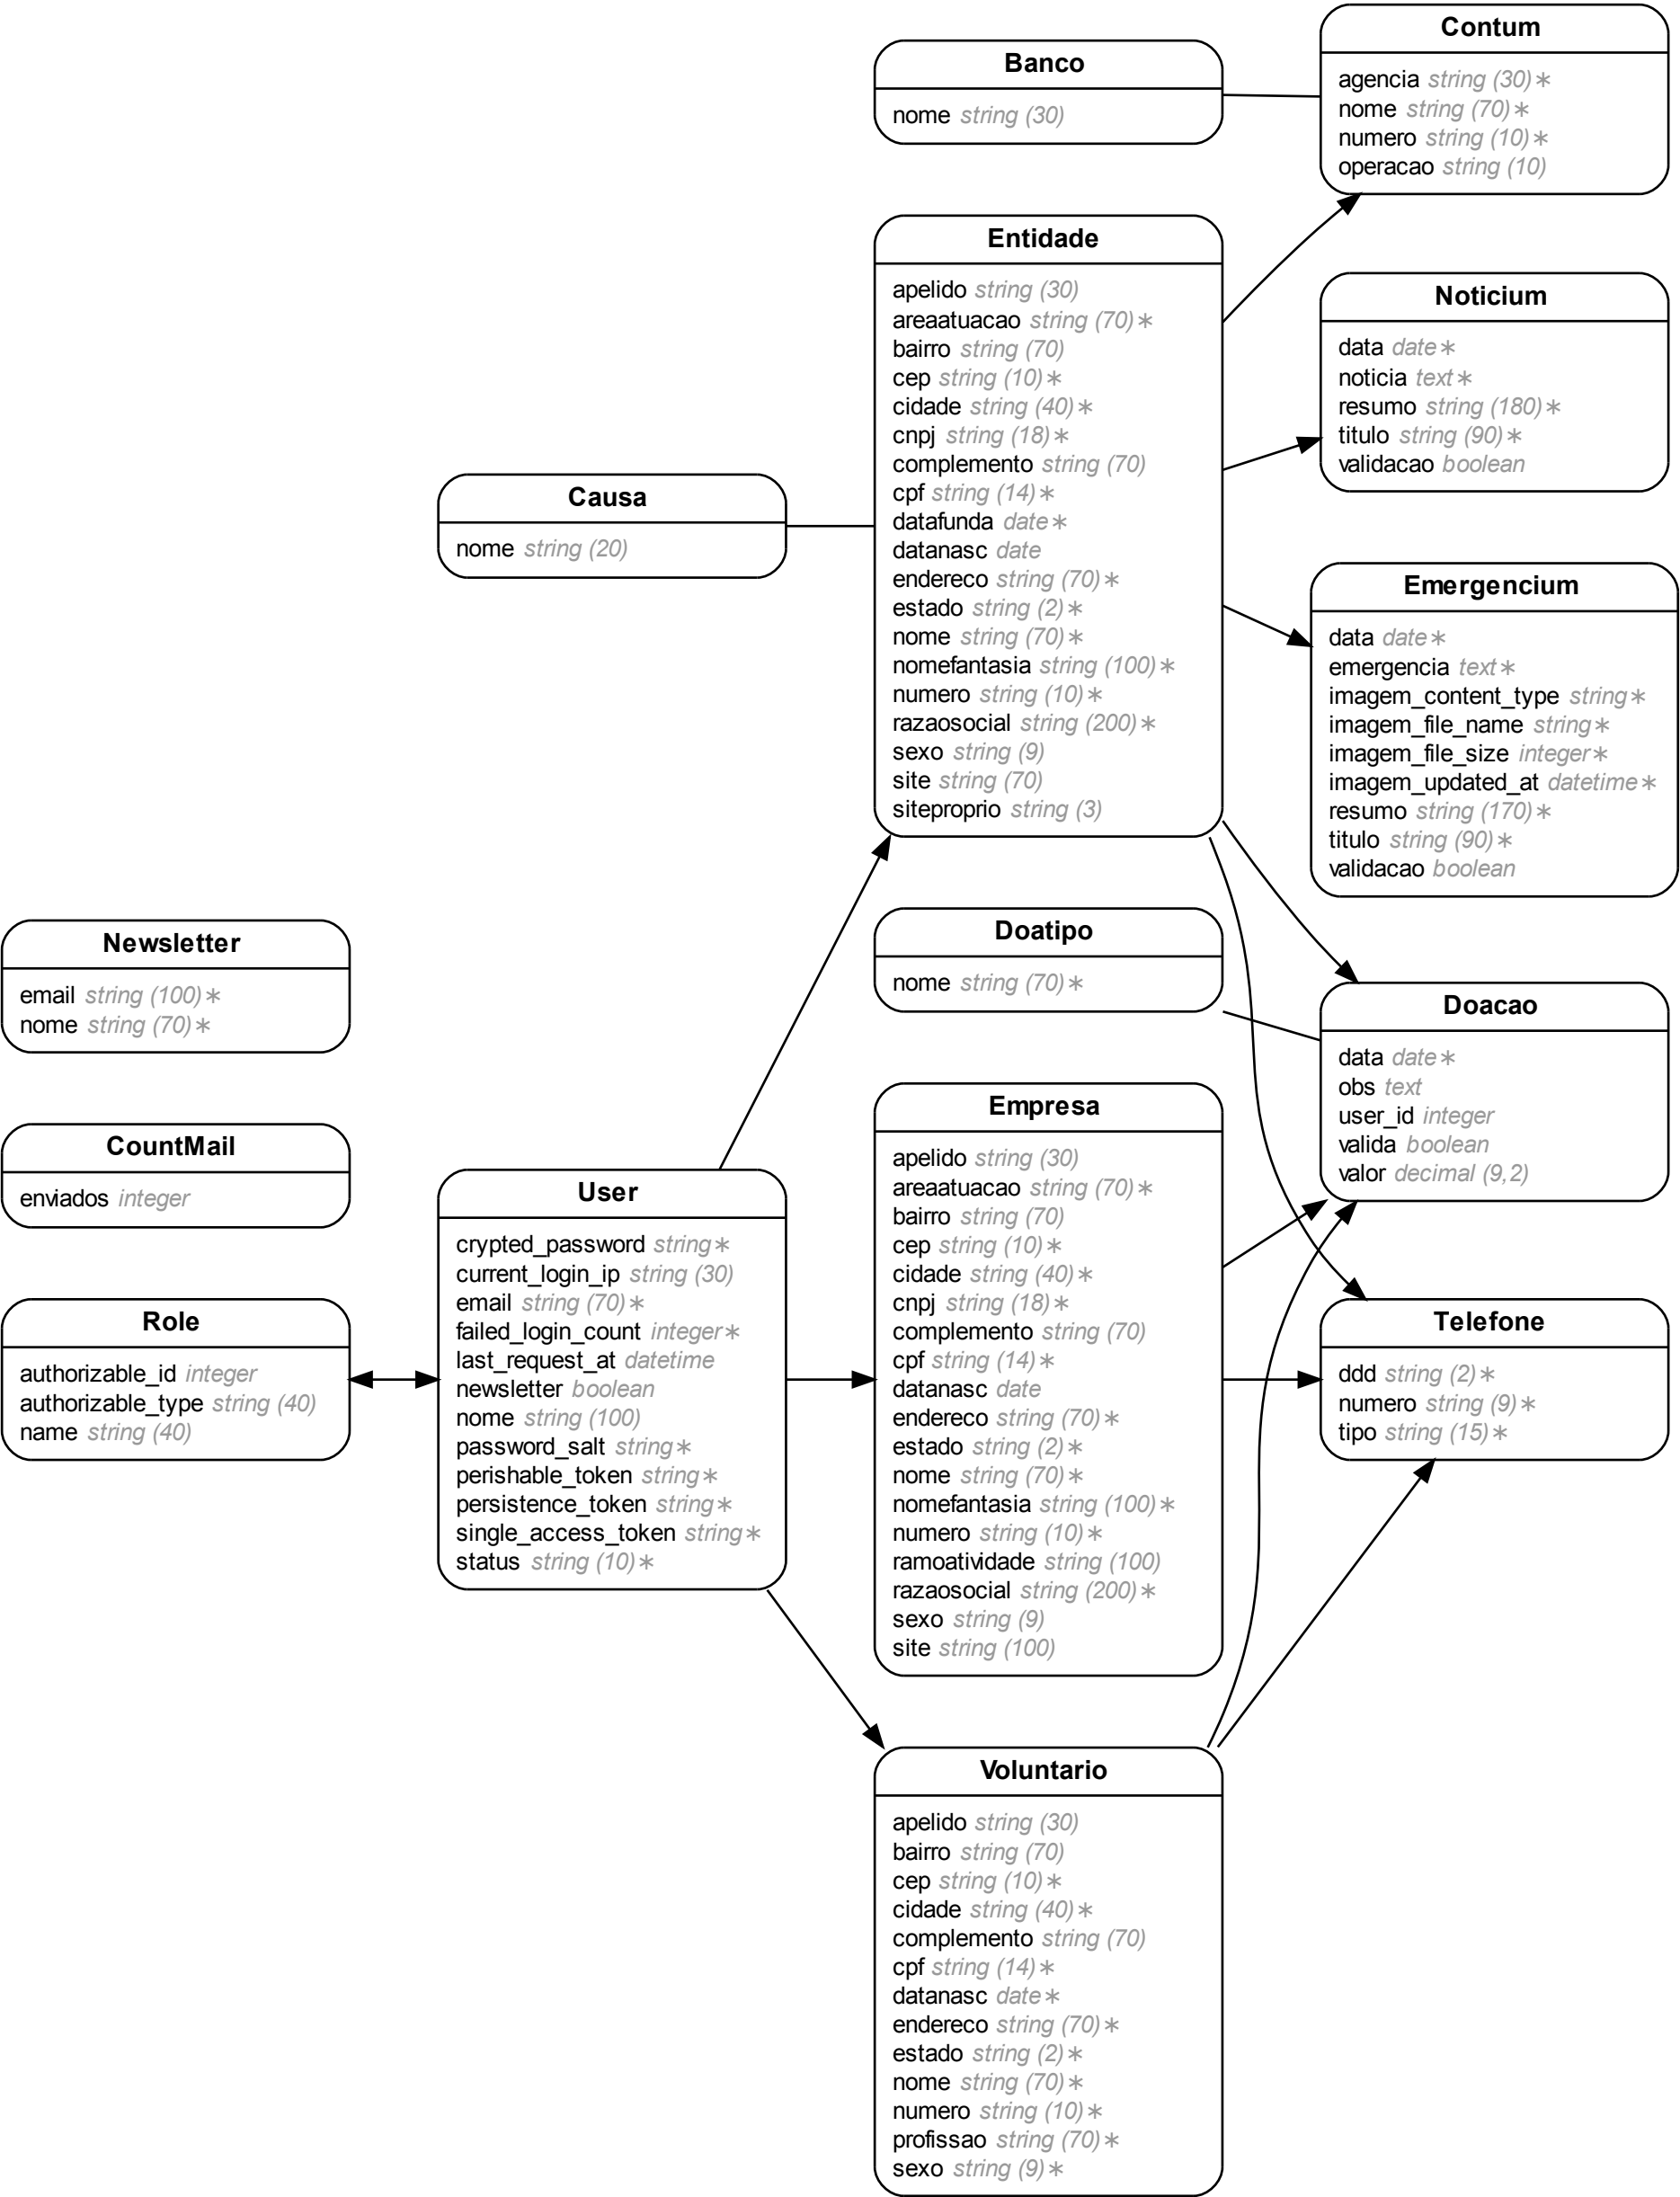 Contum
agencia string (30)∗
nome string (70)∗
numero string (10)∗
operacao string (10)
Banco
nome string (30)
Entidade
apelido string (30)
areaatuacao string (70)∗
bairro string (70)
cep string (10)∗
cidade string (40)∗
cnpj string (18)∗
complemento string (70)
cpf string (14)∗
datafunda date∗
datanasc date
endereco string (70)∗
estado string (2)∗
nome string (70)∗
nomefantasia string (100)∗
numero string (10)∗
razaosocial string (200)∗
sexo string (9)
site string (70)
siteproprio string (3)
Noticium
data date∗
noticia text∗
resumo string (180)∗
titulo string (90)∗
validacao boolean
Causa
nome string (20)
Emergencium
data date∗
emergencia text∗
imagem_content_type string∗
imagem_file_name string∗
imagem_file_size integer∗
imagem_updated_at datetime∗
resumo string (170)∗
titulo string (90)∗
validacao boolean
Newsletter
email string (100)∗
nome string (70)∗
Doatipo
nome string (70)∗
Doacao
data date∗
obs text
user_id integer
valida boolean
valor decimal (9,2)
CountMail
enviados integer
Role
authorizable_id integer
authorizable_type string (40)
name string (40)
User
crypted_password string∗
current_login_ip string (30)
email string (70)∗
failed_login_count integer∗
last_request_at datetime
newsletter boolean
nome string (100)
password_salt string∗
perishable_token string∗
persistence_token string∗
single_access_token string∗
status string (10)∗
Empresa
apelido string (30)
areaatuacao string (70)∗
bairro string (70)
cep string (10)∗
cidade string (40)∗
cnpj string (18)∗
complemento string (70)
cpf string (14)∗
datanasc date
endereco string (70)∗
estado string (2)∗
nome string (70)∗
nomefantasia string (100)∗
numero string (10)∗
ramoatividade string (100)
razaosocial string (200)∗
sexo string (9)
site string (100)
Telefone
ddd string (2)∗
numero string (9)∗
tipo string (15)∗
Voluntario
apelido string (30)
bairro string (70)
cep string (10)∗
cidade string (40)∗
complemento string (70)
cpf string (14)∗
datanasc date∗
endereco string (70)∗
estado string (2)∗
nome string (70)∗
numero string (10)∗
profissao string (70)∗
sexo string (9)∗